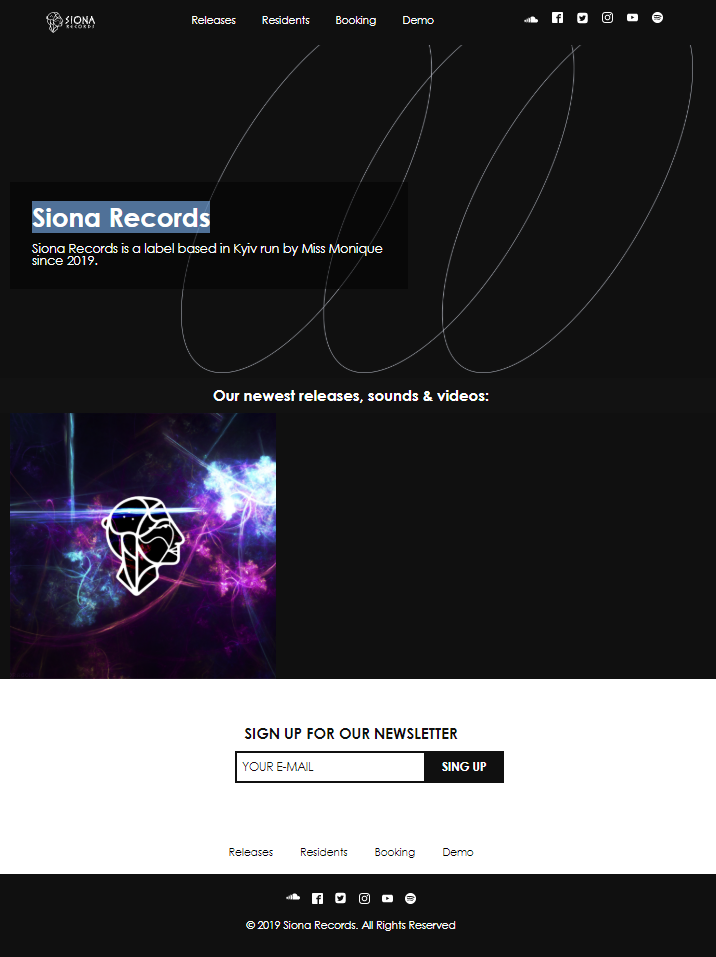 SIONA
RECORDS
Releases Residents Booking Demo
Siona Records
Siona Records is a label based in Kyiv run by Miss Monique
since 2019.
Our newest releases, sounds & videos:
SIGN UP FOR OUR NEWSLETTER
YOUR E-MAIL SING UP
Releases Residents Booking Demo
© 2019 Siona Records. All Rights Reserved